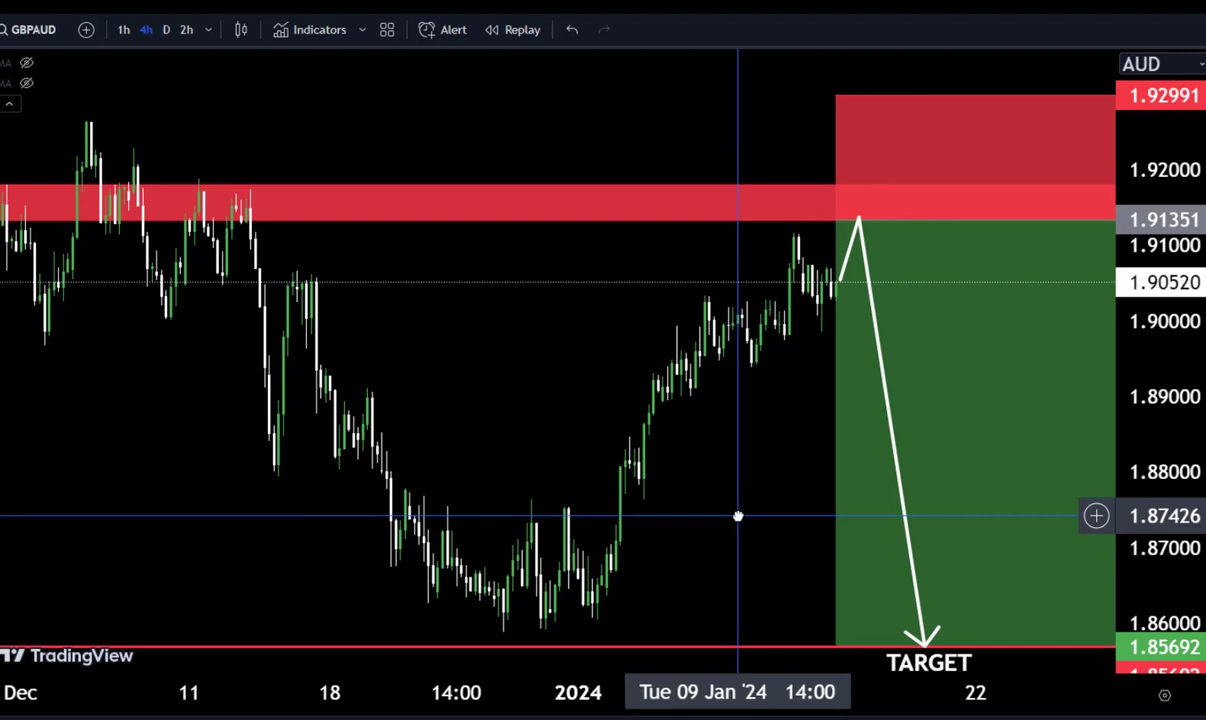 GBPAUD 1h 4h D 2h Indicators Alert Replay
MA
MA
AUD
1.92991
1.92000
1.91351
1.91000
1.90520
1.90000
1.89000
1.88000
1.87426
1.87000
1.86000
1.85692
TradingView
TARGET
Dec 11 18 14:00 2024 Tue 09 Jan '24 14:00 22